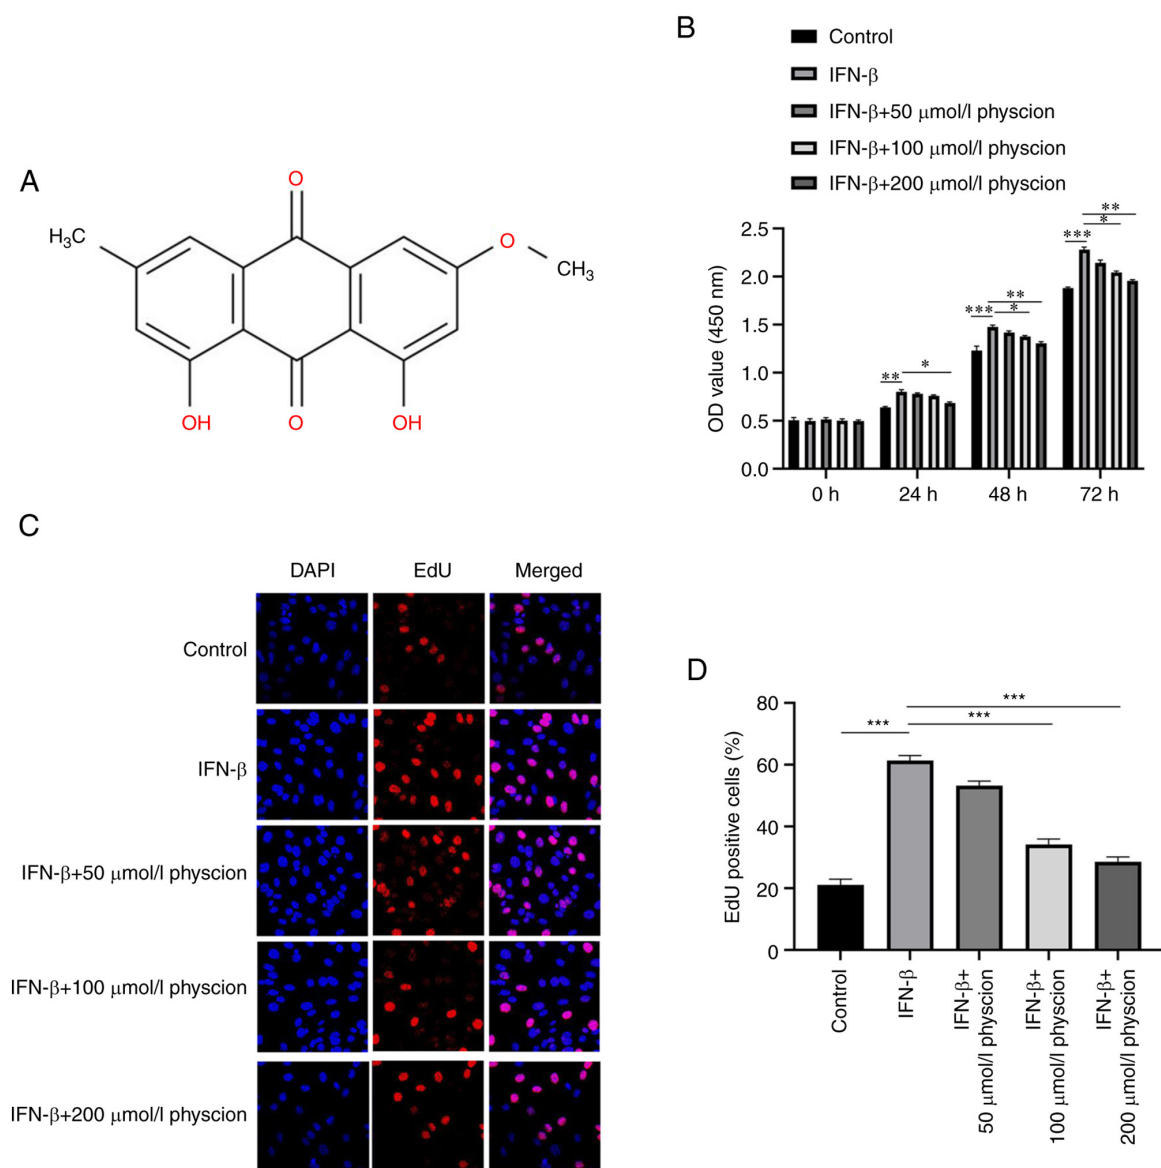 A
H₃C
O
O
CH₃
OH
O
OH
B
Control
IFN-β
IFN-β+50 μmol/l physcion
IFN-β+100 μmol/l physcion
IFN-β+200 μmol/l physcion
OD value (450 nm)
2.5
2.0
1.5
1.0
0.5
0.0
**
*
***
**
*
***
*
**
0 h
24 h
48 h
72 h
C
DAPI
EdU
Merged
Control
IFN-β
IFN-β+50 μmol/l physcion
IFN-β+100 μmol/l physcion
IFN-β+200 μmol/l physcion
D
EdU positive cells (%)
80
60
40
20
0
***
***
***
Control
IFN-β
IFN-β+
50 μmol/l physcion
IFN-β+
100 μmol/l physcion
IFN-β+
200 μmol/l physcion